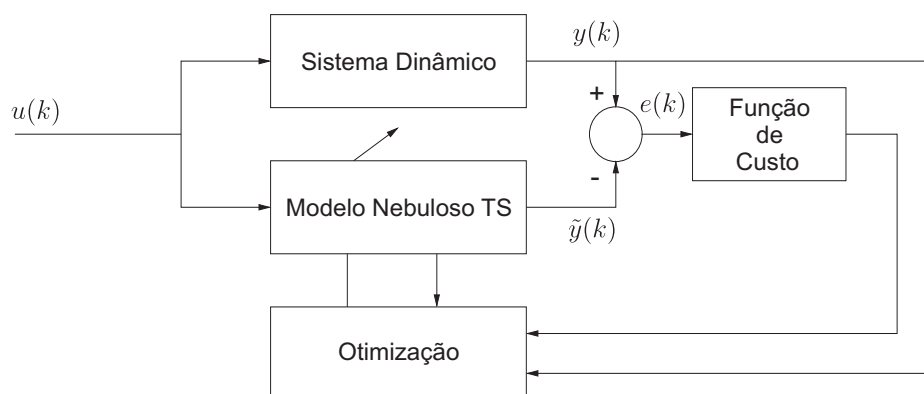 y(k)
Sistema Dinâmico
u(k)
+
e(k)
Função
de
Custo
-
Modelo Nebuloso TS
ỹ(k)
Otimização